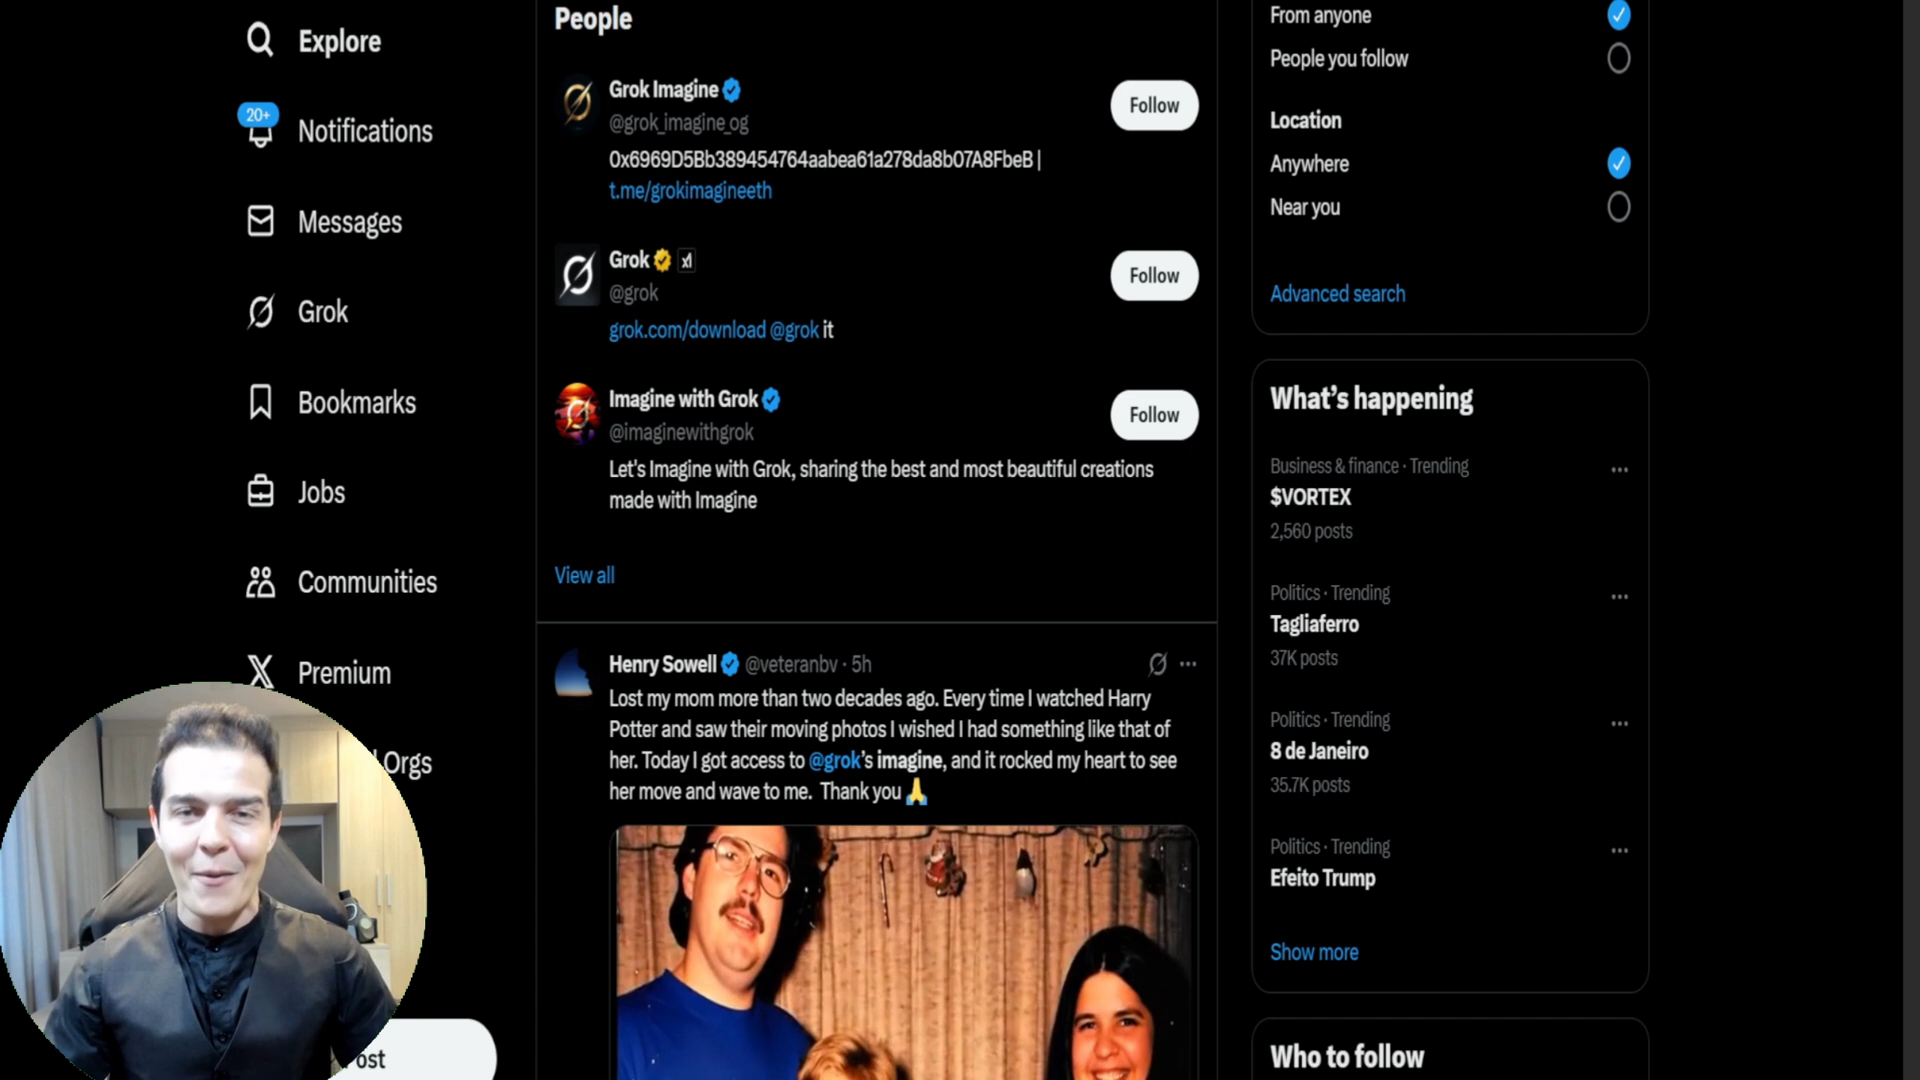 Explore
20+
Notifications
Messages
Grok
Bookmarks
Jobs
Communities
Premium
Orgs
ost
People
Grok Imagine
@grok_imagine_og
Follow
0x6969D5Bb389454764aabea61a278da8b07A8FbeB |
t.me/grokimagineeth
Grok
@grok
Follow
grok.com/download @grok it
Imagine with Grok
@imaginewithgrok
Follow
Let's Imagine with Grok, sharing the best and most beautiful creations
made with Imagine
View all
Henry Sowell @veteranbv · 5h
Lost my mom more than two decades ago. Every time I watched Harry
Potter and saw their moving photos I wished I had something like that of
her. Today I got access to @grok's imagine, and it rocked my heart to see
her move and wave to me. Thank you 🙏
From anyone
People you follow
Location
Anywhere
Near you
Advanced search
What's happening
Business & finance · Trending
$VORTEX
2,560 posts
Politics · Trending
Tagliaferro
37K posts
Politics · Trending
8 de Janeiro
35.7K posts
Politics · Trending
Efeito Trump
Show more
Who to follow